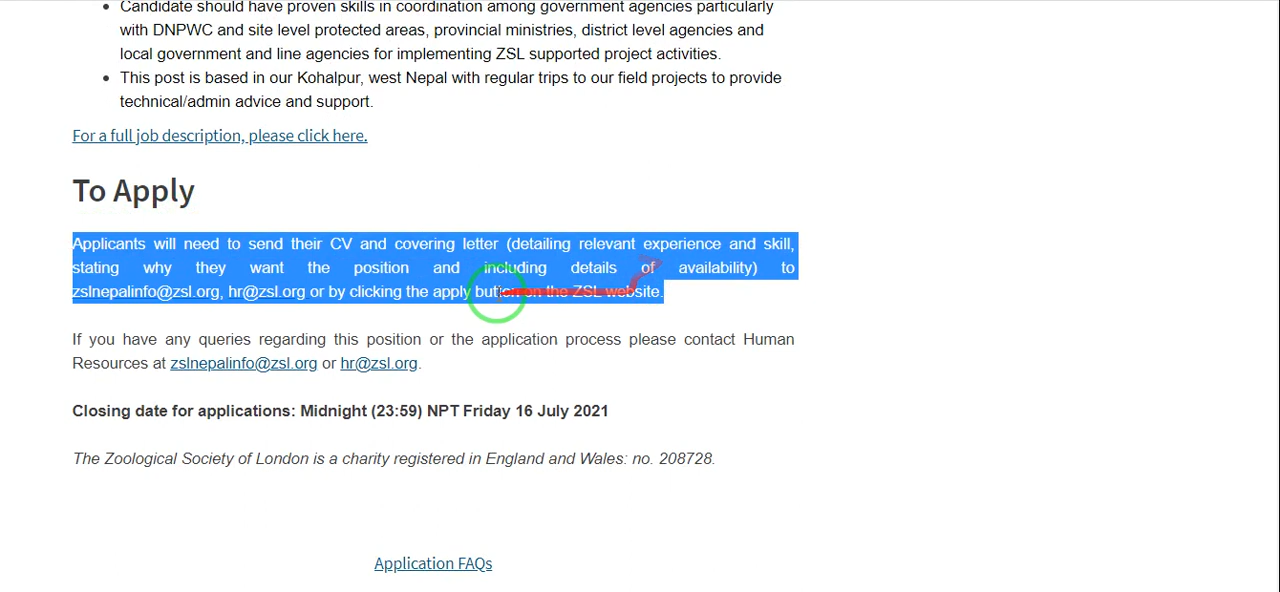 Candidate should have proven skills in coordination among government agencies particularly
with DNPWC and site level protected areas, provincial ministries, district level agencies and
local government and line agencies for implementing ZSL supported project activities.
This post is based in our Kohalpur, west Nepal with regular trips to our field projects to provide
technical/admin advice and support.
For a full job description, please click here.
To Apply
Applicants will need to send their CV and covering letter (detailing relevant experience and skill,
stating why they want the position and including details of availability) to
zslnepalinfo@zsl.org, hr@zsl.org or by clicking the apply button on the ZSL website.
If you have any queries regarding this position or the application process please contact Human
Resources at zslnepalinfo@zsl.org or hr@zsl.org.
Closing date for applications: Midnight (23:59) NPT Friday 16 July 2021
The Zoological Society of London is a charity registered in England and Wales: no. 208728.
Application FAQs